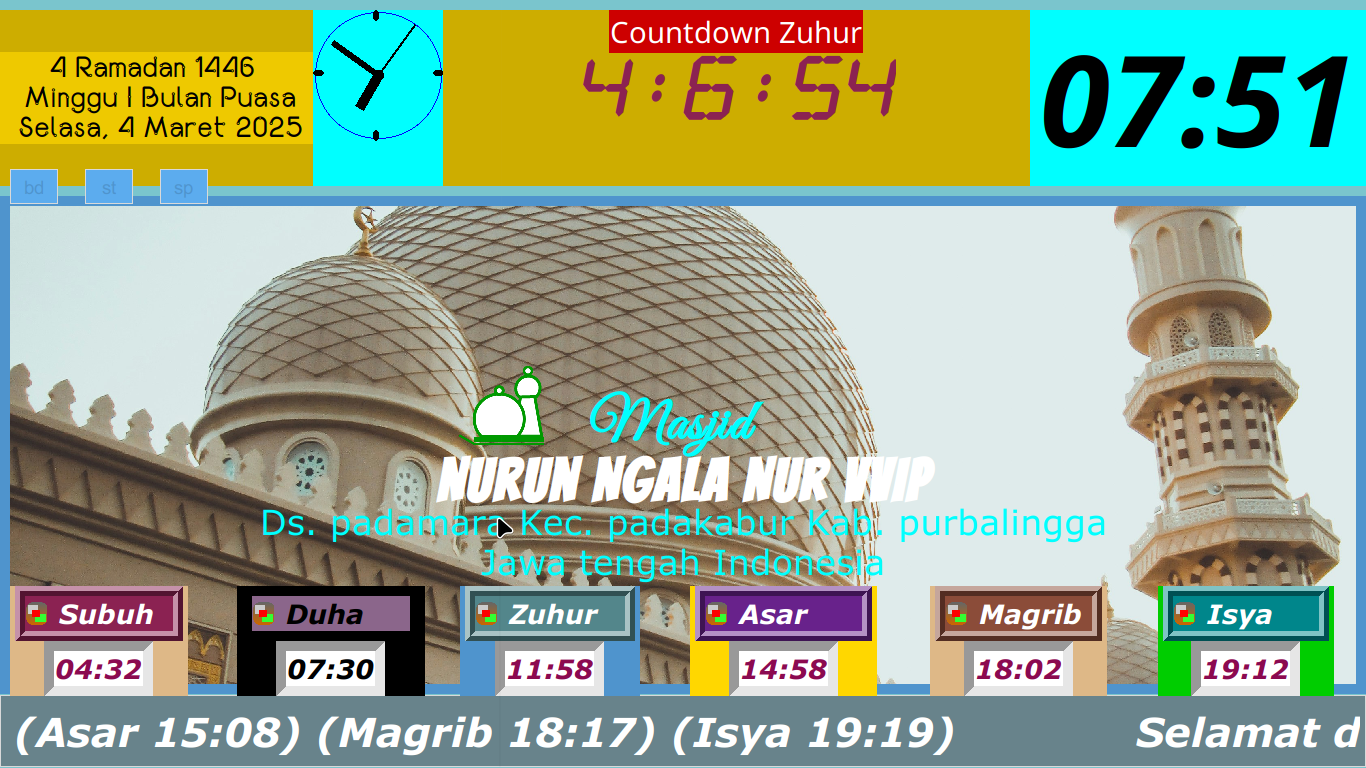 4 Ramadan 1446
Minggu I Bulan Puasa
Selasa, 4 Maret 2025
Countdown Zuhur
4:6:54
07:51
bd
st
sp
Masjid
NURUN NGALA NUR VVIP
Ds. padamara Kec. padakabur Kab. purbalingga
Jawa tengah Indonesia
Subuh
04:32
Duha
07:30
Zuhur
11:58
Asar
14:58
Magrib
18:02
Isya
19:12
(Asar 15:08) (Magrib 18:17) (Isya 19:19) Selamat d